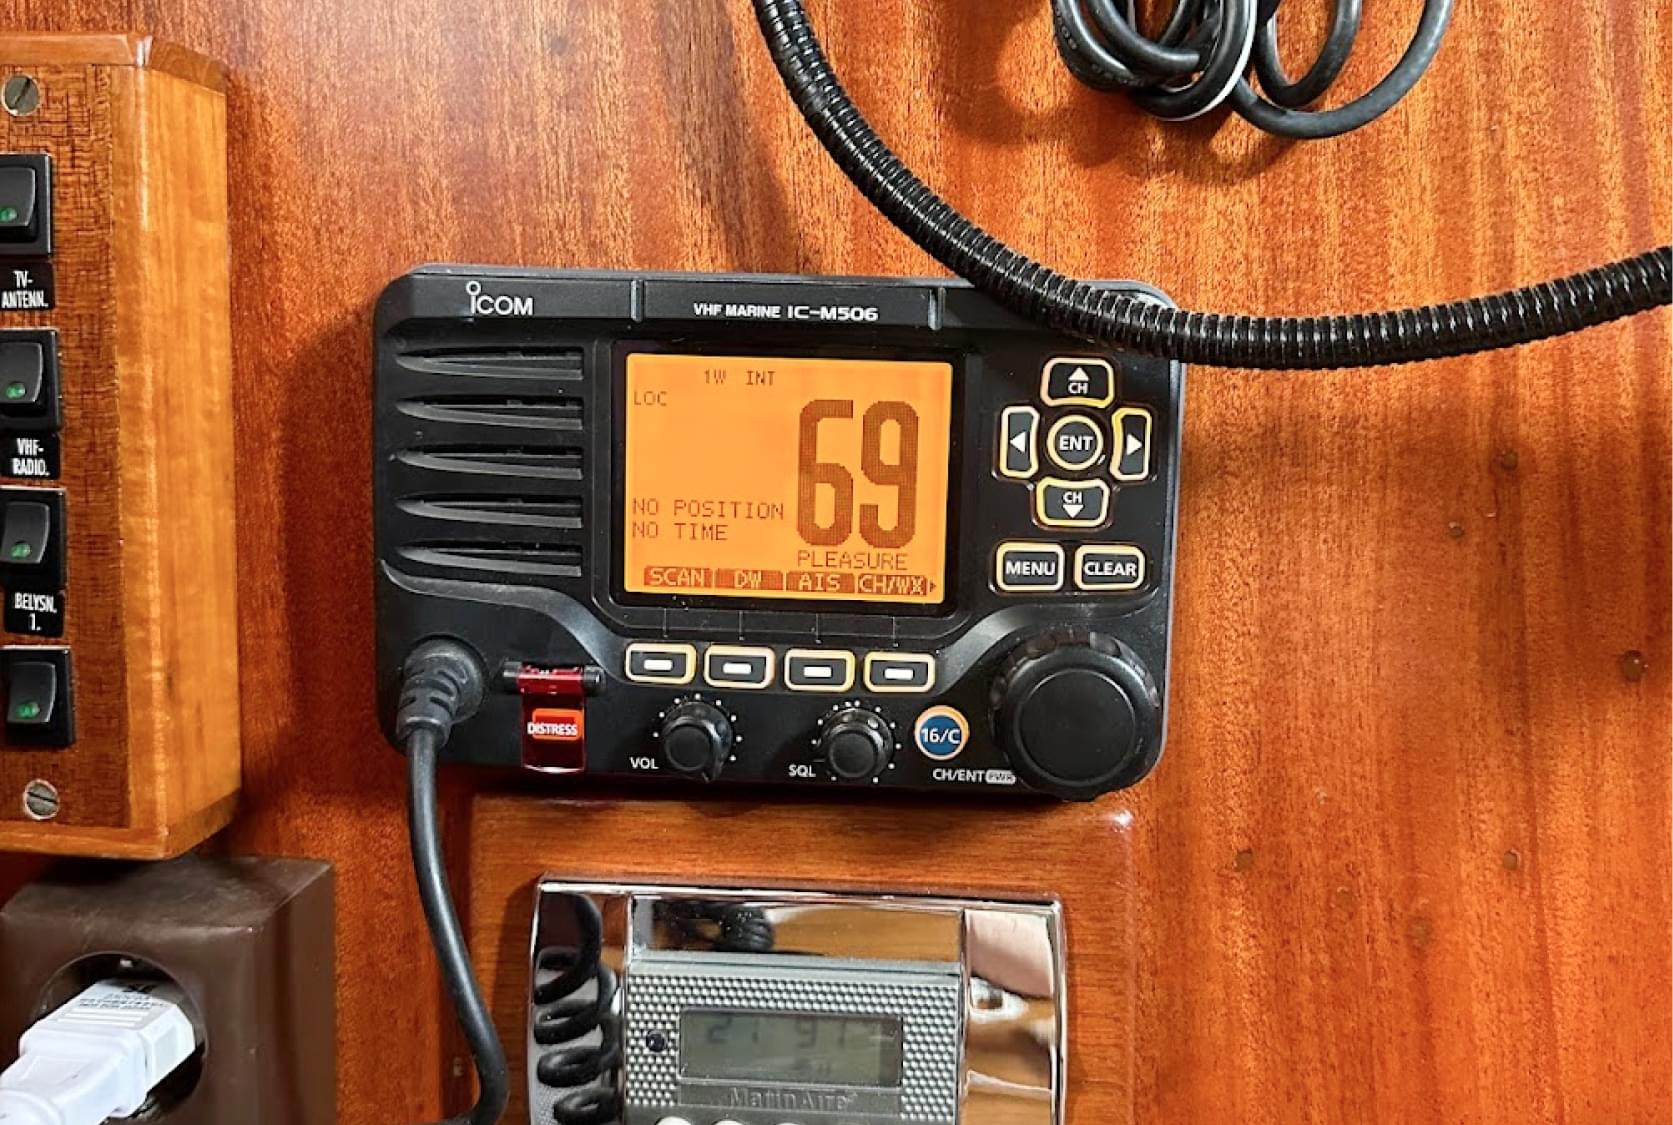 TV-
ANTENN.
VHF-
RADIO.
BELYSN.
1.
ICOM
VHF MARINE IC-M506
1W INT
LOC
69
NO POSITION
NO TIME
PLEASURE
SCAN DW AIS CH/WX
CH
ENT
CH
MENU CLEAR
DISTRESS
VOL
SQL
16/C
CH/ENT PWR
MarinAire